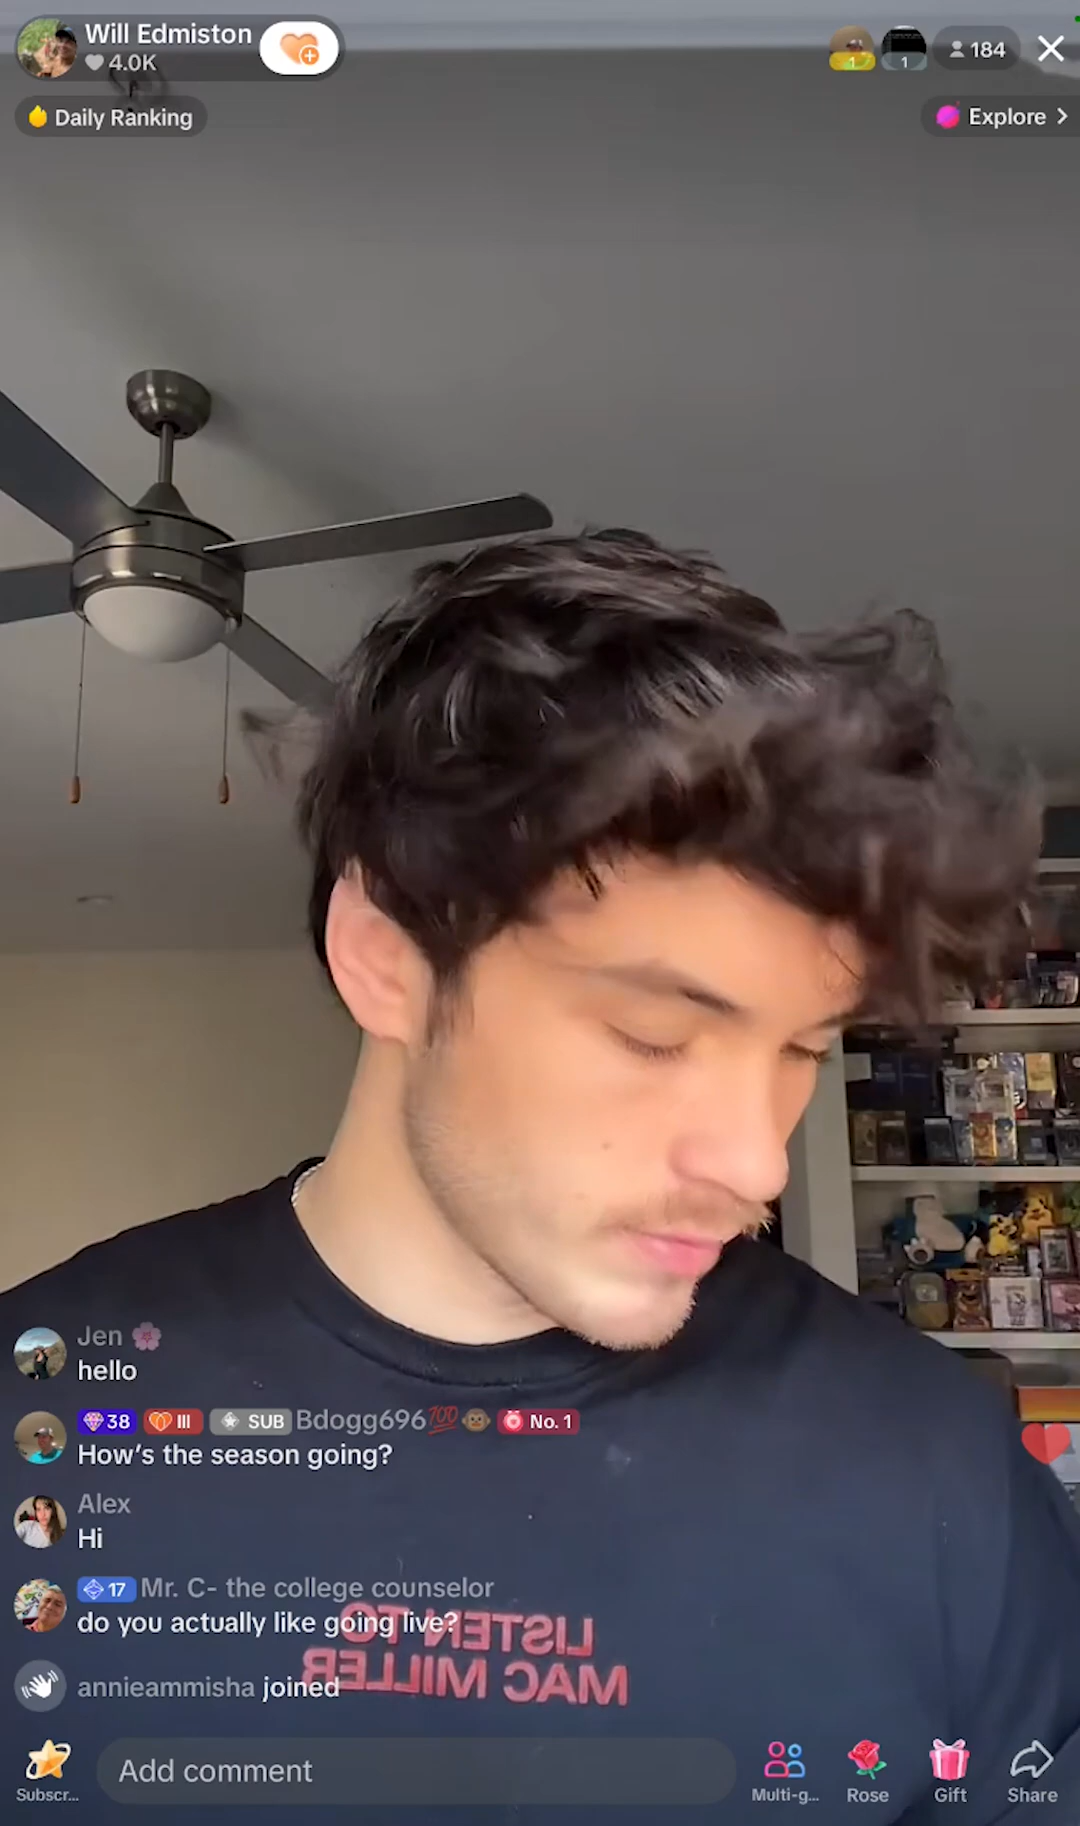 Will Edmiston
4.0K
1
1
184
Daily Ranking
Explore
Jen
hello
38 III SUB Bdogg696💯🐵 No. 1
How's the season going?
Alex
Hi
17 Mr. C- the college counselor
do you actually like going live?
LISTEN TO
MAC MILLER
annieammisha joined
Add comment
Subscr...
Multi-g...
Rose
Gift
Share